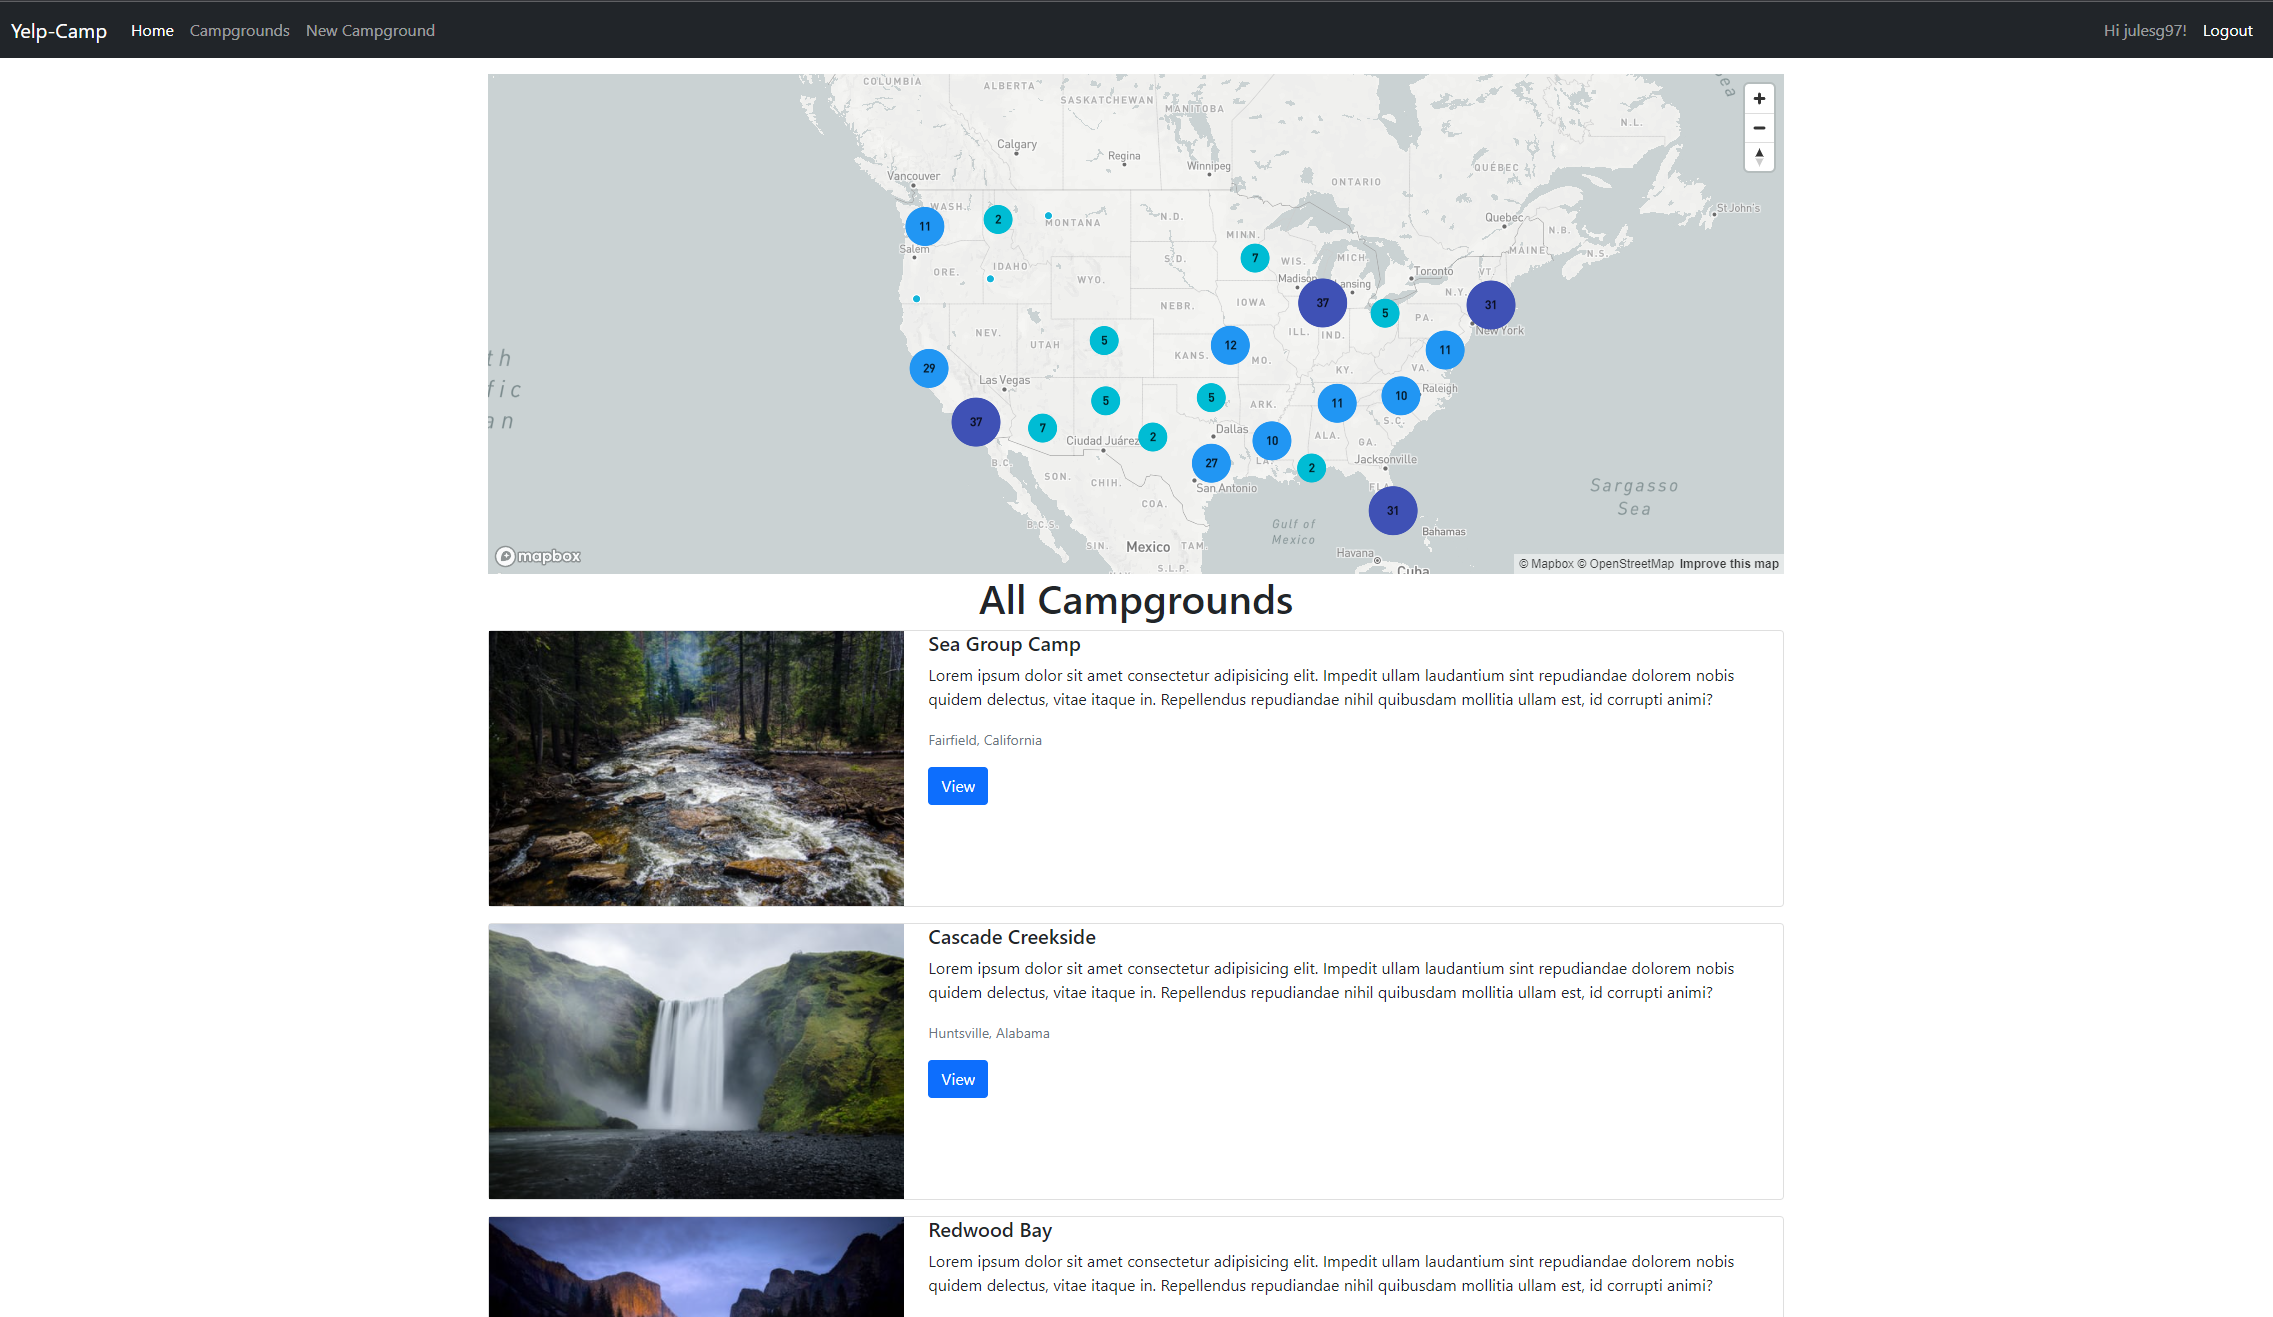 Yelp-Camp Home Campgrounds New Campground Hi julesg97! Logout
COLUMBIA
ALBERTA
SASKATCHEWAN
MANITOBA
N.L.
Calgary
Regina
Winnipeg
QUÉBEC
ONTARIO
Vancouver
WASH.
11
2
MONTANA
N.D.
Quebec
St John's
Salem
MINN.
N.B.
MAINE
N.S.
ORE.
IDAHO
S.D.
7
WIS.
MICH.
Toronto
VT.
WYO.
Madison
ansing
N.Y.
NEBR.
IOWA
37
5
31
NEV.
UTAH
5
ILL.
IND.
PA.
New York
KANS.
12
MO.
11
th
fic
an
29
Las Vegas
KY.
VA.
5
5
ARK.
11
10
Raleigh
37
7
Ciudad Juárez
2
Dallas
10
ALA.
GA.
S.C.
B.C.
SON.
CHIH.
27
LA.
2
Jacksonville
San Antonio
FLA
COA.
31
Sargasso
Sea
B.C.S.
Gulf of
Mexico
Bahamas
SIN.
Mexico
TAM.
Havana
Cuba
S.L.P.
mapbox
© Mapbox © OpenStreetMap Improve this map
All Campgrounds
Sea Group Camp
Lorem ipsum dolor sit amet consectetur adipisicing elit. Impedit ullam laudantium sint repudiandae dolorem nobis
quidem delectus, vitae itaque in. Repellendus repudiandae nihil quibusdam mollitia ullam est, id corrupti animi?
Fairfield, California
View
Cascade Creekside
Lorem ipsum dolor sit amet consectetur adipisicing elit. Impedit ullam laudantium sint repudiandae dolorem nobis
quidem delectus, vitae itaque in. Repellendus repudiandae nihil quibusdam mollitia ullam est, id corrupti animi?
Huntsville, Alabama
View
Redwood Bay
Lorem ipsum dolor sit amet consectetur adipisicing elit. Impedit ullam laudantium sint repudiandae dolorem nobis
quidem delectus, vitae itaque in. Repellendus repudiandae nihil quibusdam mollitia ullam est, id corrupti animi?